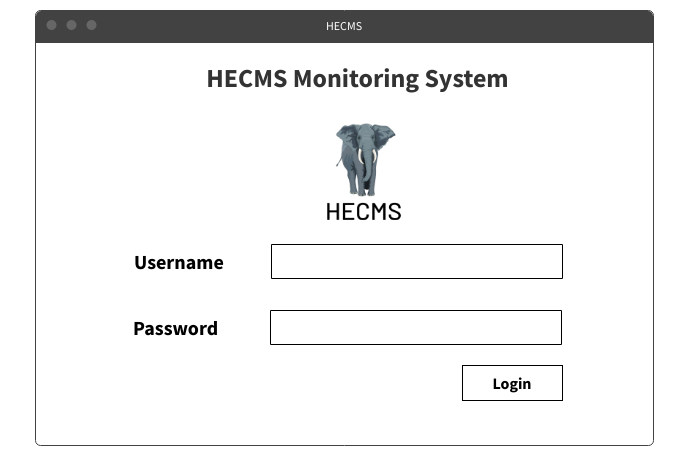 HECMS
HECMS Monitoring System
HECMS
Username
Password
Login